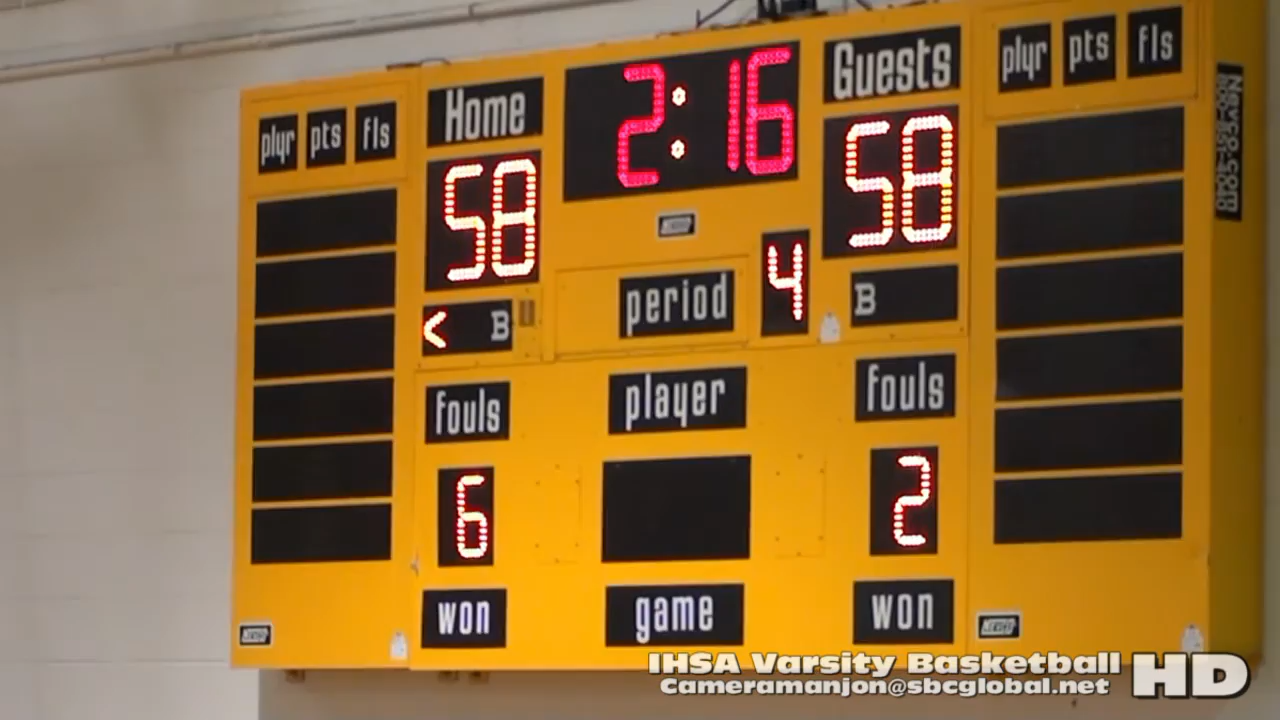 plyr pts fls
Home
58
< B
fouls
6
won
2:16
period 4
player
game
Guests
58
B
fouls
2
won
plyr pts fls
IHSA Varsity Basketball HD
Cameramanjon@sbcglobal.net